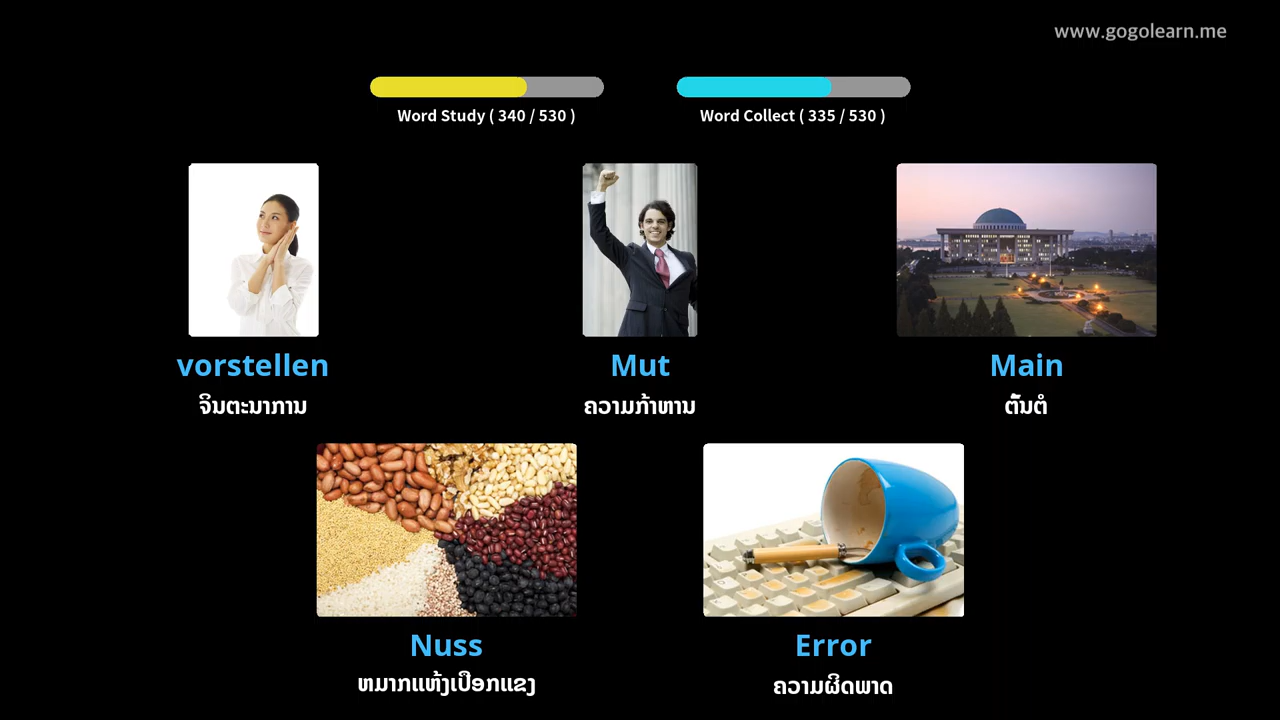 www.gogolearn.me
Word Study ( 340 / 530 )
Word Collect ( 335 / 530 )
vorstellen
ຈິນຕະນາການ
Mut
ຄວາມກ້າຫານ
Main
ຕົ້ນຕໍ
Nuss
ຫມາກແຫ້ງເປືອກແຂງ
Error
ຄວາມຜິດພາດ